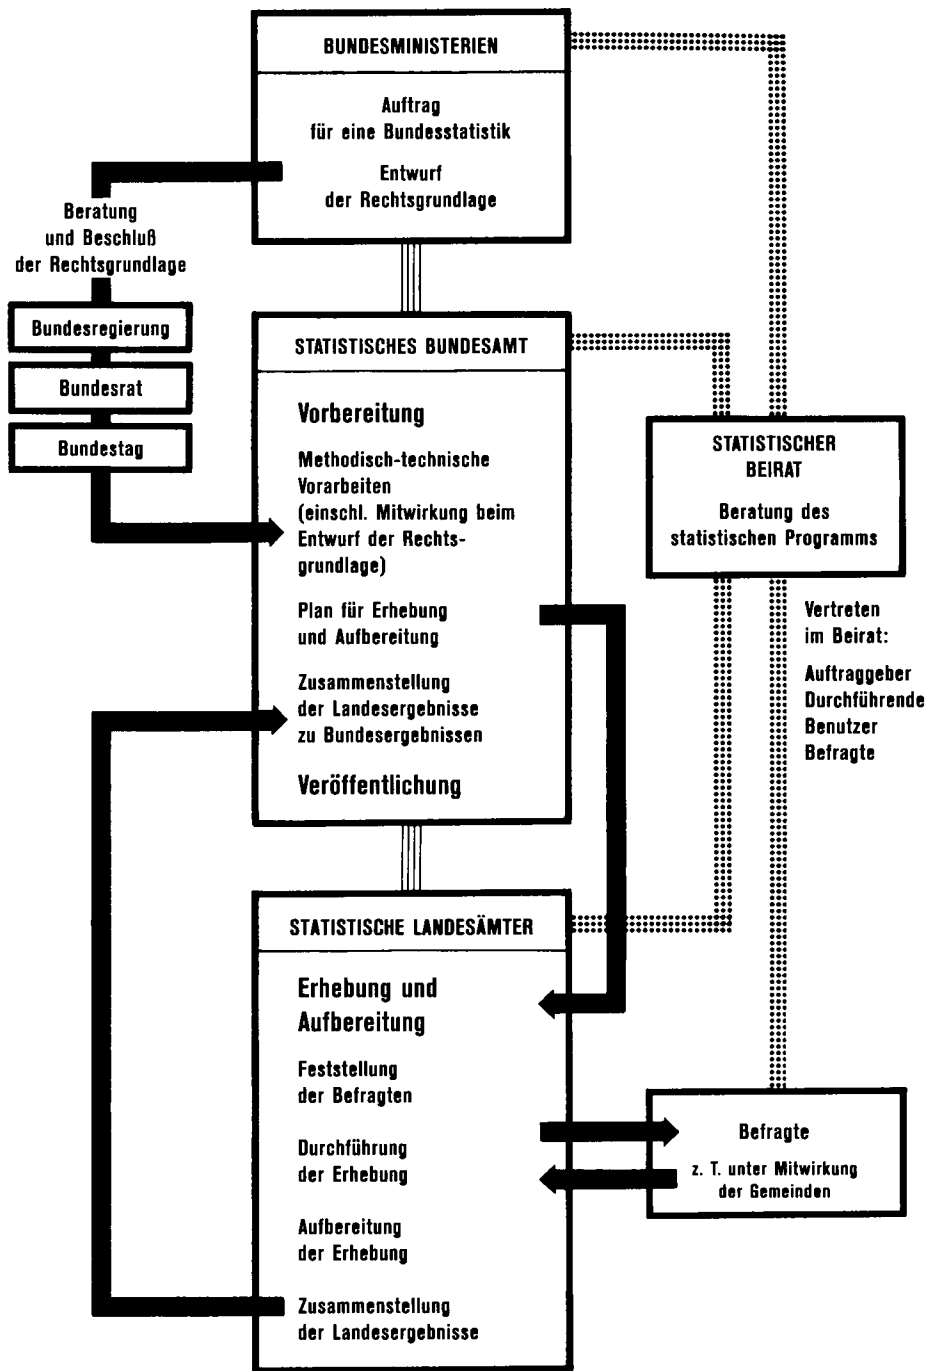 BUNDESMINISTERIEN
Auftrag
für eine Bundesstatistik
Entwurf
der Rechtsgrundlage
Beratung
und Beschluß
der Rechtsgrundlage
Bundesregierung
Bundesrat
Bundestag
STATISTISCHES BUNDESAMT
Vorbereitung
Methodisch-technische
Vorarbeiten
(einschl. Mitwirkung beim
Entwurf der Rechts-
grundlage)
Plan für Erhebung
und Aufbereitung
Zusammenstellung
der Landesergebnisse
zu Bundesergebnissen
Veröffentlichung
STATISTISCHER
BEIRAT
Beratung des
statistischen Programms
Vertreten
im Beirat:
Auftraggeber
Durchführende
Benutzer
Befragte
STATISTISCHE LANDESÄMTER
Erhebung und
Aufbereitung
Feststellung
der Befragten
Durchführung
der Erhebung
Aufbereitung
der Erhebung
Zusammenstellung
der Landesergebnisse
Befragte
z. T. unter Mitwirkung
der Gemeinden